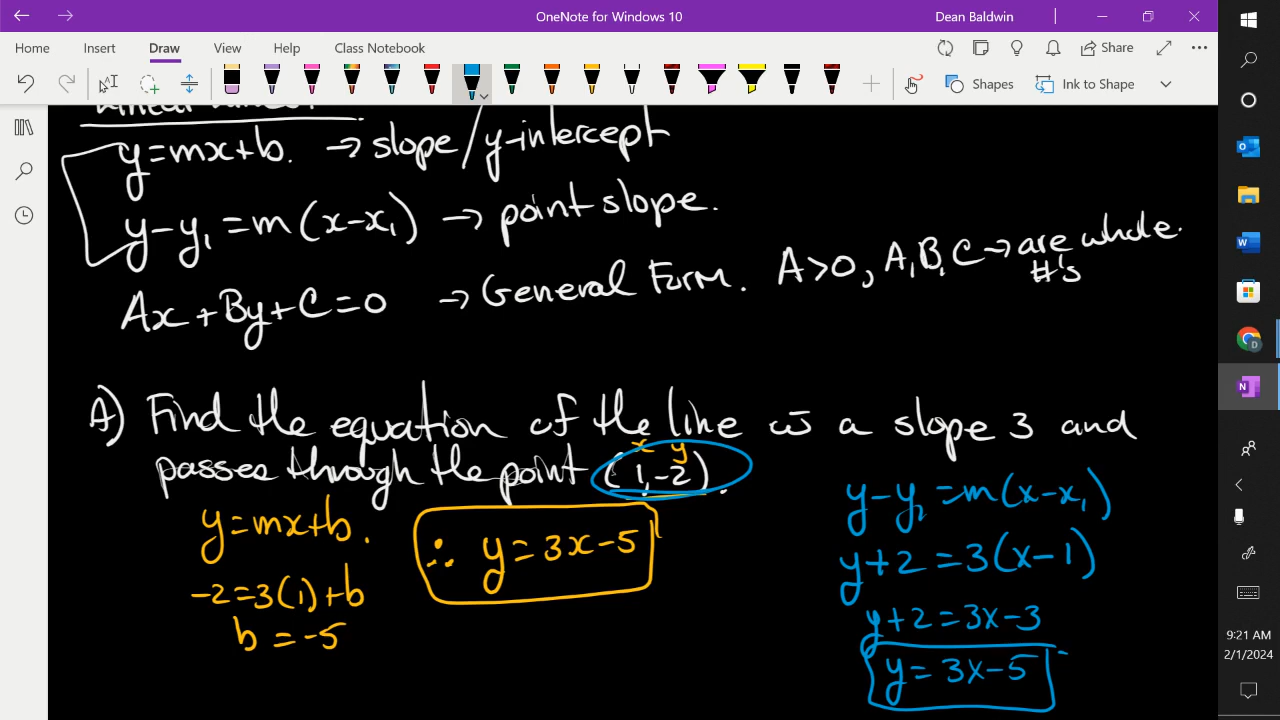 OneNote for Windows 10
Dean Baldwin
Home Insert Draw View Help Class Notebook
Share
Shapes Ink to Shape
y=mx+b. → slope/y-intercept
y-y₁=m(x-x₁) → point slope.
Ax+By+C=0 → General Form. A>0, A,B,C → are whole
#'s
A) Find the equation of the line w̄ a slope 3 and
x y
passes through the point (1,-2).
y=mx+b.
-2=3(1)+b
b=-5
∴ y=3x-5
y-y₁=m(x-x₁)
y+2=3(x-1)
y+2=3x-3
y=3x-5
9:21 AM
2/1/2024